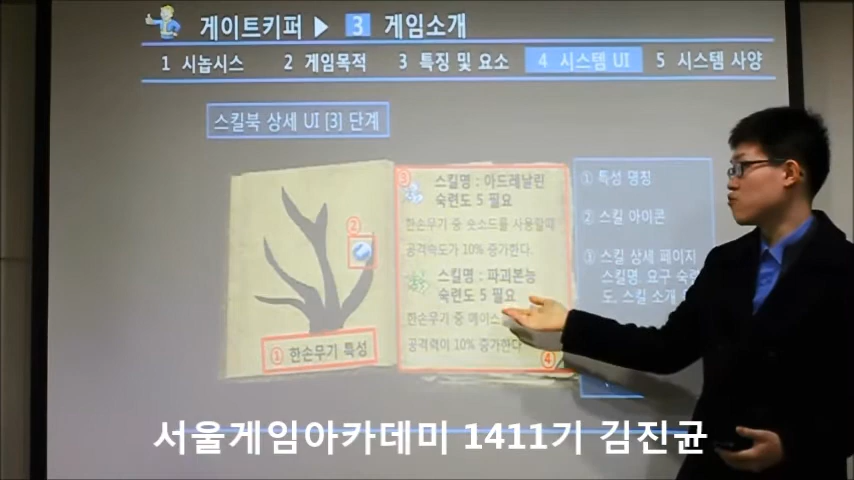 게이트키퍼 ▶ 3 게임소개
1 시놉시스 2 게임목적 3 특징 및 요소 4 시스템 UI 5 시스템 사양
스킬북 상세 UI [3] 단계
② 
① 한손무기 특성
③ 스킬명 : 아드레날린
숙련도 5 필요
한손무기 중 숏소드를 사용할때
공격속도가 10% 증가한다.
스킬명 : 파괴본능
숙련도 5 필요
한손무기 중 메이스
공격력이 10% 증가한다
④
① 특성 명칭
② 스킬 아이콘
③ 스킬 상세 페이지
스킬명, 요구 숙련
도, 스킬 소개
서울게임아카데미 1411기 김진균